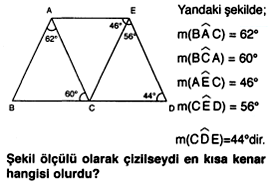 Yandaki şekilde;
A
E
46°
62°
56°
60°
44°
B
C
D
m(BÂC) = 62°
m(BĈA) = 60°
m(AÊC) = 46°
m(CÊD) = 56°
m(CD̂E)=44°dir.
Şekil ölçülü olarak çizilseydi en kısa kenar
hangisi olurdu?